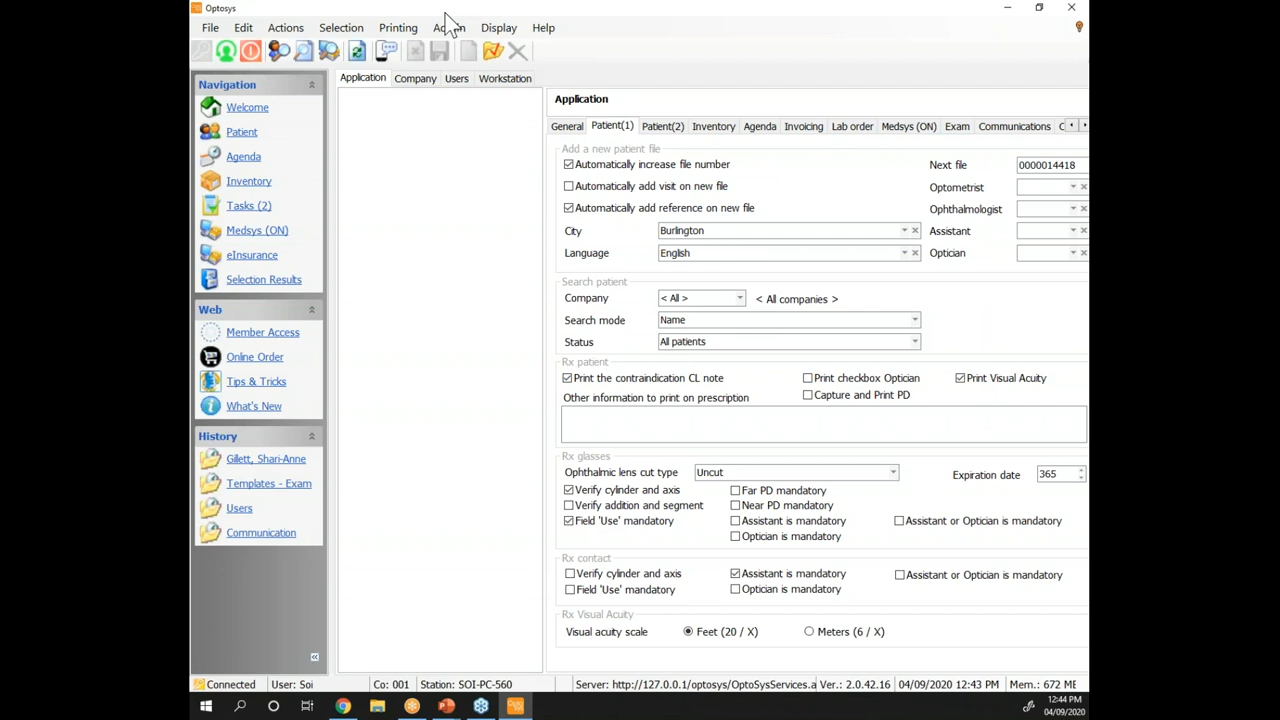 Optosys
File Edit Actions Selection Printing Display Help
Navigation
Welcome
Patient
Agenda
Inventory
Tasks (2)
Medsys (ON)
eInsurance
Selection Results
Web
Member Access
Online Order
Tips & Tricks
What's New
History
Gillett, Shari-Anne
Templates - Exam
Users
Communication
Application Company Users Workstation
Application
General Patient(1) Patient(2) Inventory Agenda Invoicing Lab order Medsys (ON) Exam Communications
Add a new patient file
Automatically increase file number Next file 0000014418
Automatically add visit on new file Optometrist
Automatically add reference on new file Ophthalmologist
City Burlington Assistant
Language English Optician
Search patient
Company < All > < All companies >
Search mode Name
Status All patients
Rx patient
Print the contraindication CL note Print checkbox Optician Print Visual Acuity
Other information to print on prescription Capture and Print PD
Rx glasses
Ophthalmic lens cut type Uncut Expiration date 365
Verify cylinder and axis Far PD mandatory
Verify addition and segment Near PD mandatory
Field 'Use' mandatory Assistant is mandatory Assistant or Optician is mandatory
Optician is mandatory
Rx contact
Verify cylinder and axis Assistant is mandatory Assistant or Optician is mandatory
Field 'Use' mandatory Optician is mandatory
Rx Visual Acuity
Visual acuity scale Feet (20 / X) Meters (6 / X)
Connected User: Soi Co: 001 Station: SOI-PC-560 Server: http://127.0.0.1/optosys/OptoSysServices.a Ver.: 2.0.42.16 04/09/2020 12:43 PM Mem.: 672 ME
12:44 PM
04/09/2020